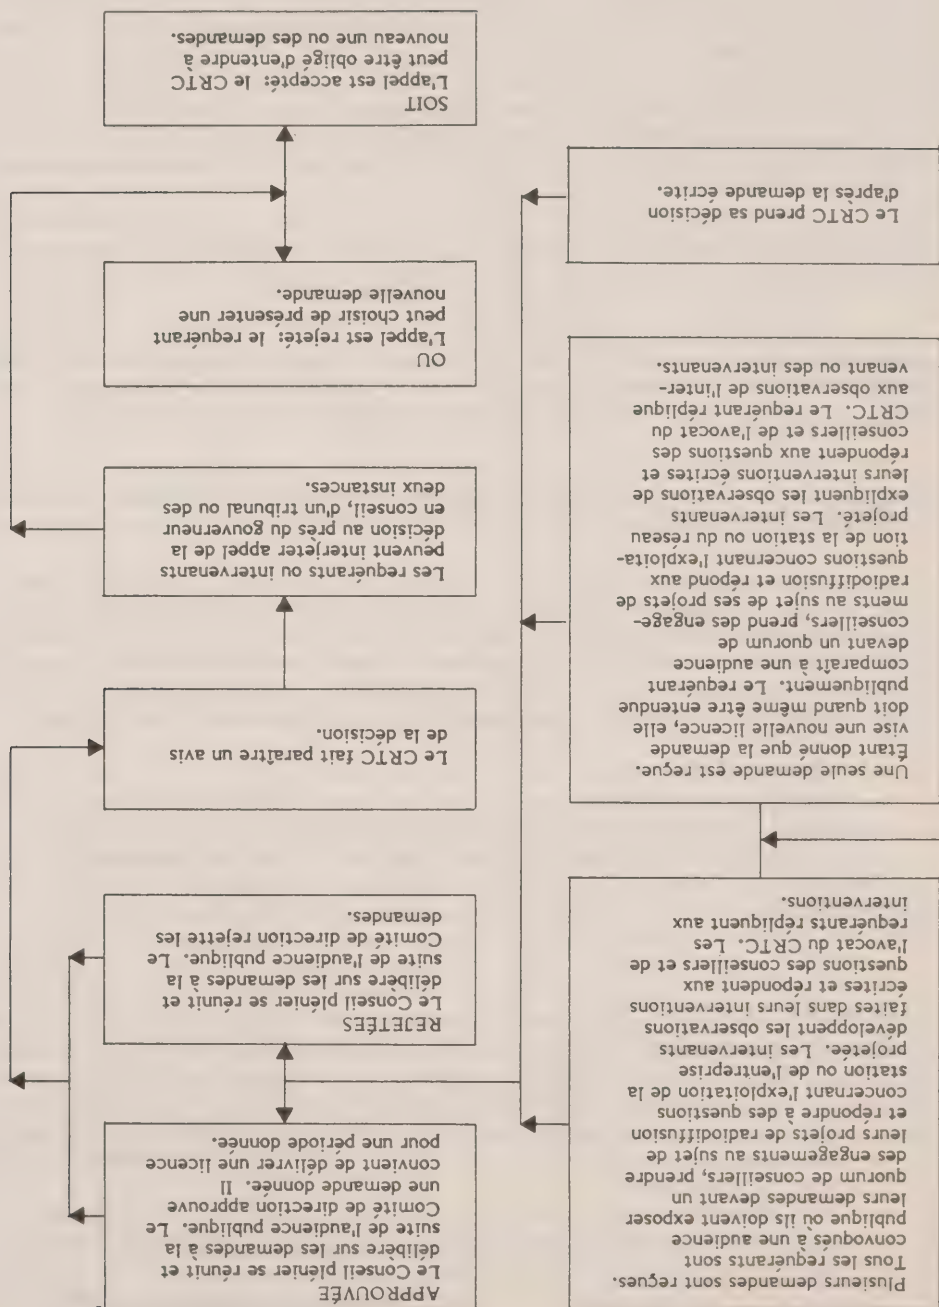 Plusieurs demandes sont reçues.
Tous les requérants sont
convoqués à une audience
publique ou ils doivent exposer
leurs demandes devant un
quorum de conseillers, prendre
des engagements au sujet de
leurs projets de radiodiffusion
et répondre à des questions
concernant l'exploitation de la
station ou de l'entreprise
projetée. Les intervenants
développent les observations
faites dans leurs interventions
écrites et répondent aux
questions des conseillers et de
l'avocat du CRTC. Les
requérants répliquent aux
interventions.
Une seule demande est reçue.
Étant donné que la demande
vise une nouvelle licence, elle
doit quand même être entendue
publiquement. Le requérant
comparaît à une audience
devant un quorum de
conseillers, prend des engage-
ments au sujet de ses projets de
radiodiffusion et répond aux
questions concernant l'exploita-
tion de la station ou du réseau
projeté. Les intervenants
expliquent les observations de
leurs interventions écrites et
répondent aux questions des
conseillers et de l'avocat du
CRTC. Le requérant réplique
aux observations de l'inter-
venant ou des intervenants.
Le CRTC prend sa décision
d'après la demande écrite.
APPROUVÉE
Le Conseil plénier se réunit et
délibère sur les demandes à la
suite de l'audience publique. Le
Comité de direction approuve
une demande donnée. Il
convient de délivrer une licence
pour une période donnée.
REJETÉES
Le Conseil plénier se réunit et
délibère sur les demandes à la
suite de l'audience publique. Le
Comité de direction rejette les
demandes.
Le CRTC fait paraître un avis
de la décision.
Les requérants ou intervenants
peuvent interjeter appel de la
décision au près du gouverneur
en conseil, d'un tribunal ou des
deux instances.
OU
L'appel est rejeté: le requérant
peut choisir de présenter une
nouvelle demande.
SOIT
L'appel est accepté: le CRTC
peut être obligé d'entendre à
nouveau une ou des demandes.